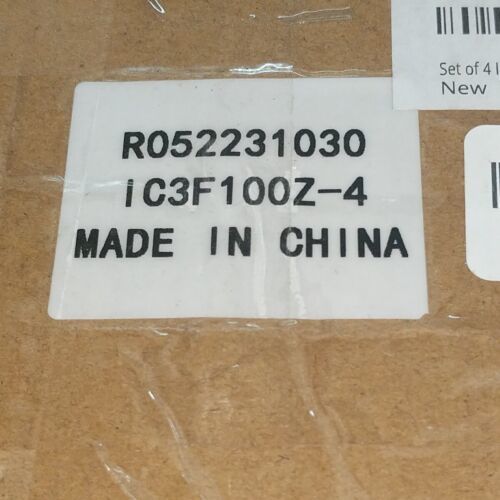 Set of 4
New
R052231030
iC3F100Z-4
MADE IN CHINA